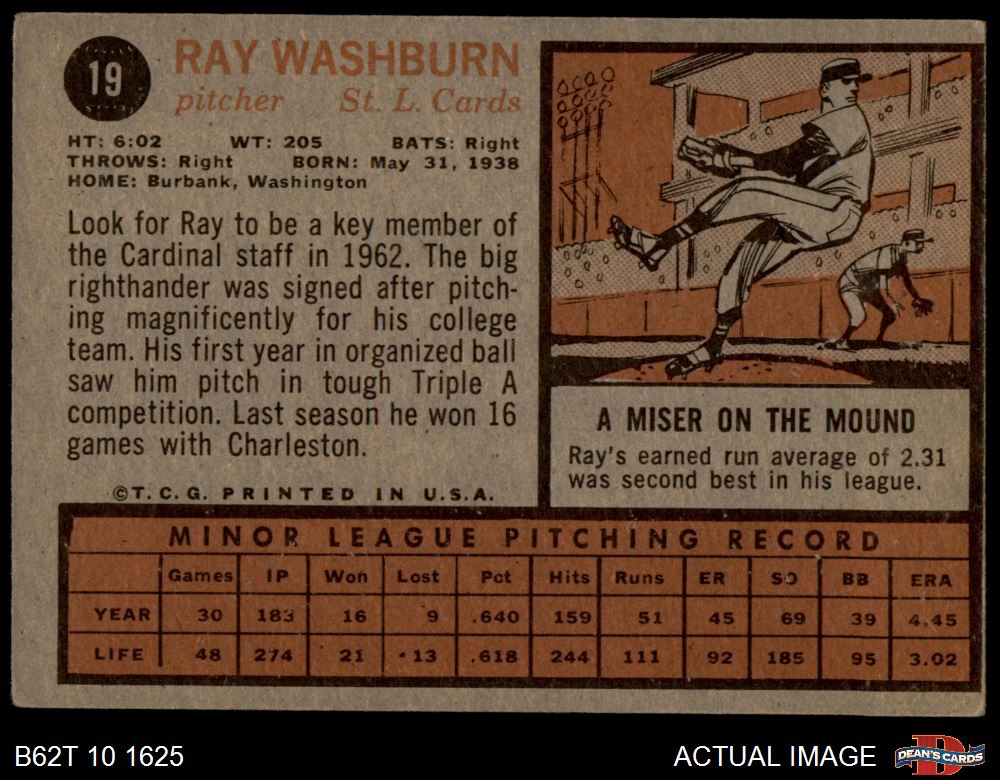 19
RAY WASHBURN
pitcher St. L. Cards
HT: 6:02 WT: 205 BATS: Right
THROWS: Right BORN: May 31, 1938
HOME: Burbank, Washington
Look for Ray to be a key member of
the Cardinal staff in 1962. The big
righthander was signed after pitch-
ing magnificently for his college
team. His first year in organized ball
saw him pitch in tough Triple A
competition. Last season he won 16
games with Charleston.
©T.C.G. PRINTED IN U.S.A.
A MISER ON THE MOUND
Ray's earned run average of 2.31
was second best in his league.
MINOR LEAGUE PITCHING RECORD
Games IP Won Lost Pct Hits Runs ER SO BB ERA
YEAR 30 183 16 9 .640 159 51 45 69 39 4.45
LIFE 48 274 21 13 .618 244 111 92 185 95 3.02
B62T 10 1625
ACTUAL IMAGE
D
DEAN'S CARDS